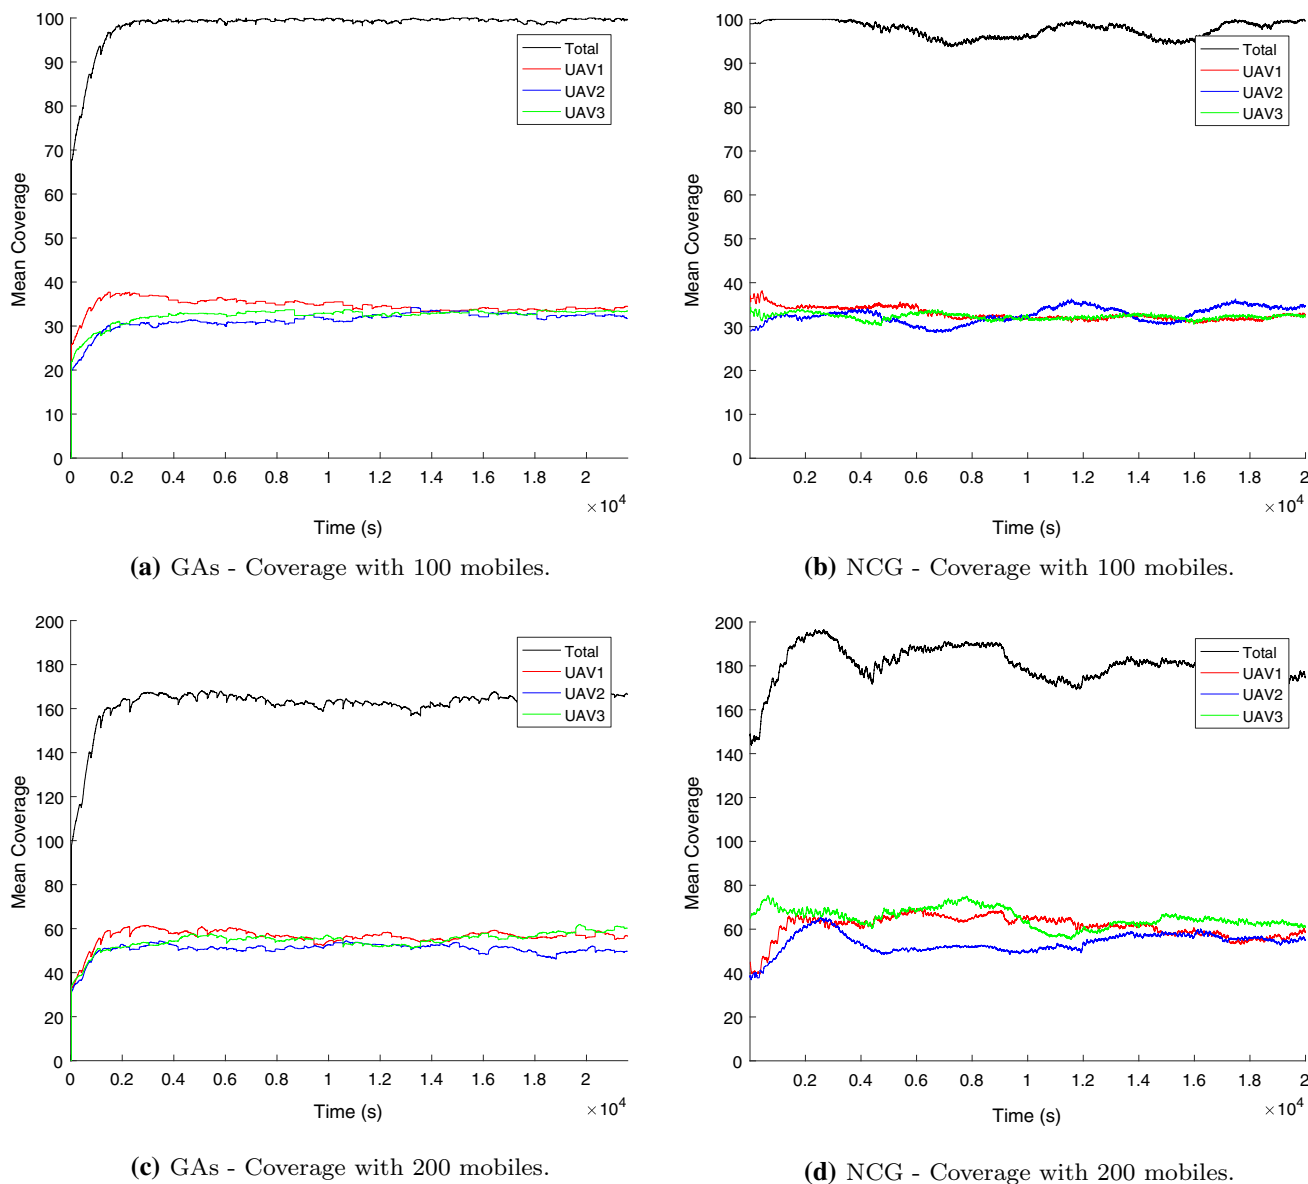 100
90
80
70
60
50
40
30
20
10
0
Mean Coverage
Total
UAV1
UAV2
UAV3
0 0.2 0.4 0.6 0.8 1 1.2 1.4 1.6 1.8 2
×10^4
Time (s)
(a) GAs - Coverage with 100 mobiles.
100
90
80
70
60
50
40
30
20
10
0
Mean Coverage
Total
UAV1
UAV2
UAV3
0.2 0.4 0.6 0.8 1 1.2 1.4 1.6 1.8 2
×10^4
Time (s)
(b) NCG - Coverage with 100 mobiles.
200
180
160
140
120
100
80
60
40
20
0
Mean Coverage
Total
UAV1
UAV2
UAV3
0 0.2 0.4 0.6 0.8 1 1.2 1.4 1.6 1.8 2
×10^4
Time (s)
(c) GAs - Coverage with 200 mobiles.
200
180
160
140
120
100
80
60
40
20
0
Mean Coverage
Total
UAV1
UAV2
UAV3
0.2 0.4 0.6 0.8 1 1.2 1.4 1.6 1.8 2
×10^4
Time (s)
(d) NCG - Coverage with 200 mobiles.